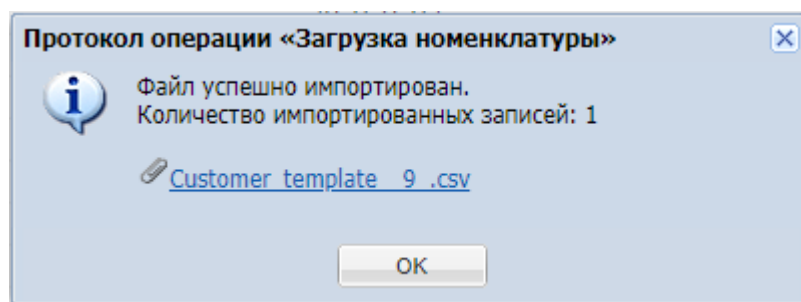 Протокол операции «Загрузка номенклатуры»
Файл успешно импортирован.
Количество импортированных записей: 1
Customer_template__9_.csv
OK